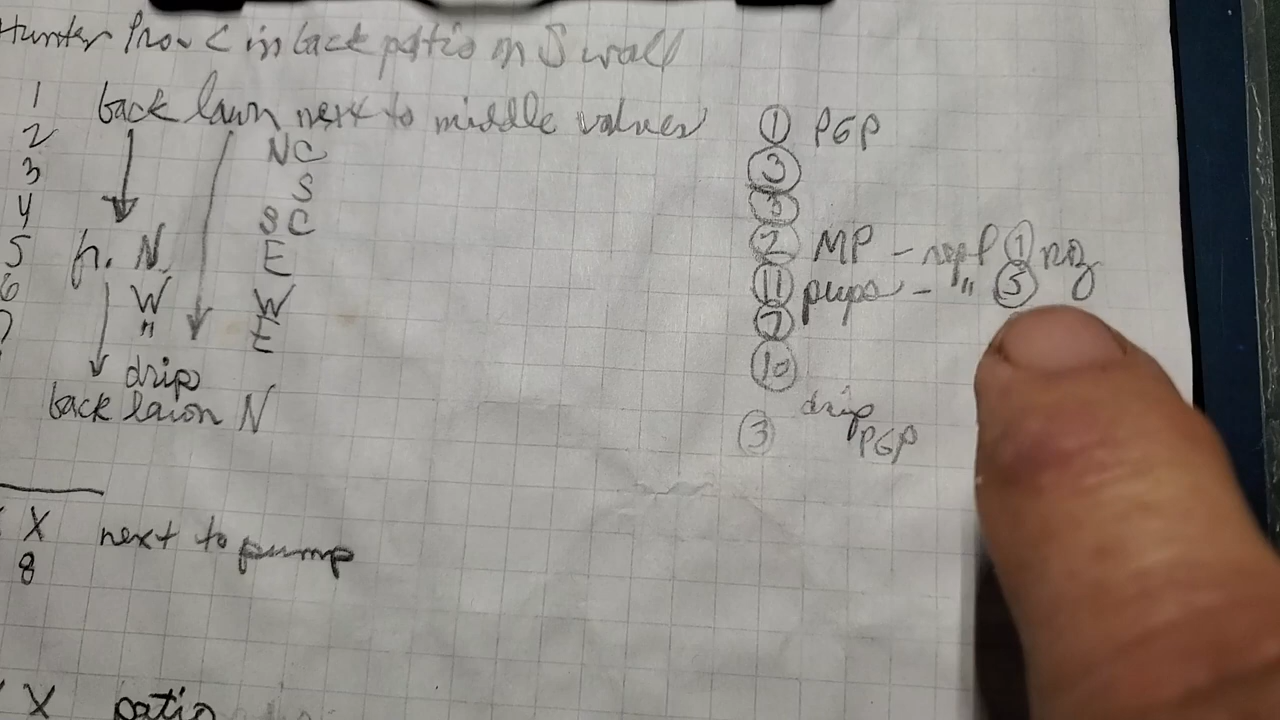 Hunter Pro-C in back patio on S wall
1 back lawn next to middle valves ① PGP
2 NC ③
3 S
4 SC ② MP - ①
5 fr. N E ⑪ pups - " ⑤
6 W W ⑦
7 " E ⑩
drip drip
back lawn N ③ PGP
X next to pump
8
X patio